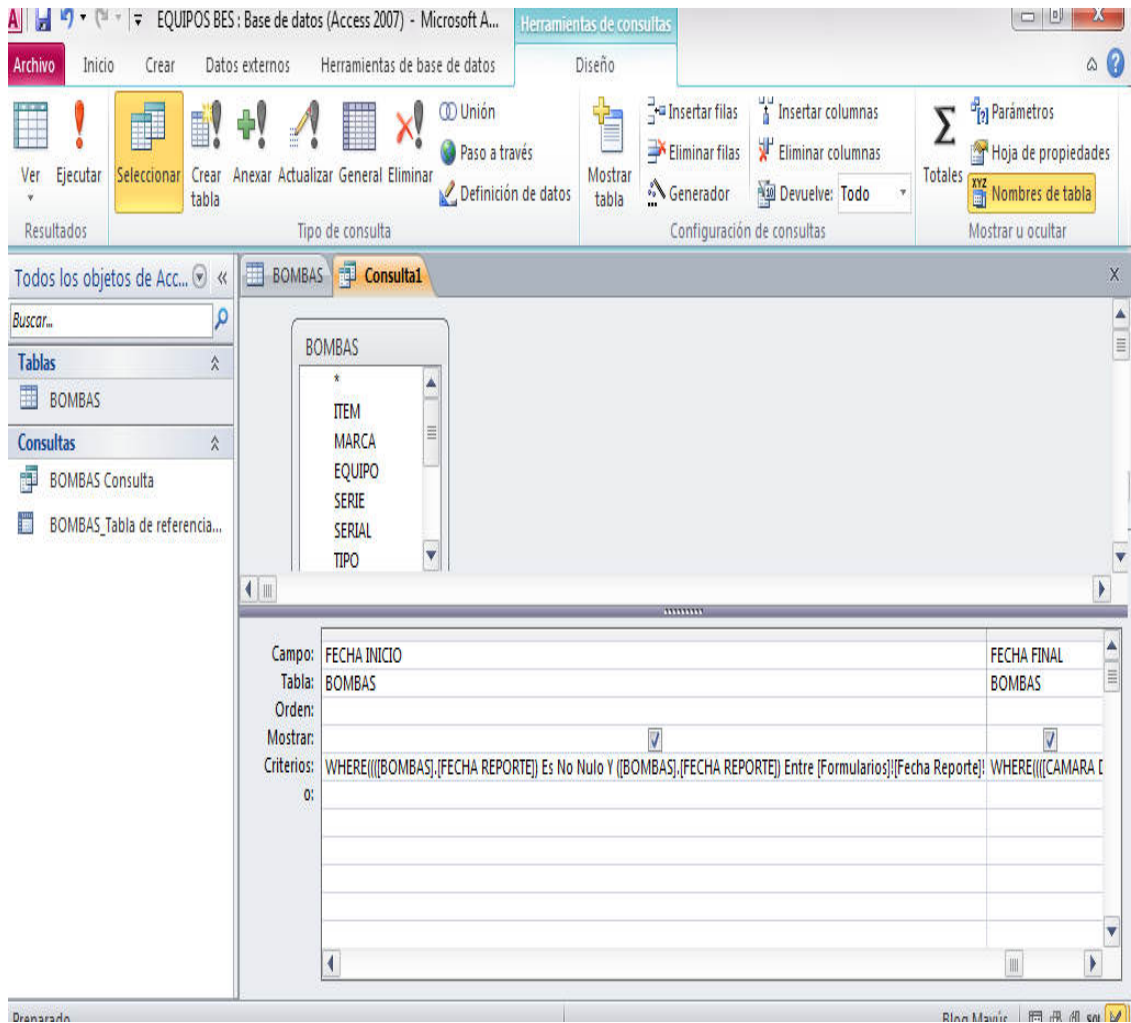 EQUIPOS BES : Base de datos (Access 2007) - Microsoft A...
Herramientas de consultas
Archivo Inicio Crear Datos externos Herramientas de base de datos Diseño
Ver Ejecutar Seleccionar Crear tabla Anexar Actualizar General Eliminar
Unión
Paso a través
Definición de datos
Mostrar tabla
Insertar filas
Eliminar filas
Generador
Insertar columnas
Eliminar columnas
Devuelve: Todo
Totales
Parámetros
Hoja de propiedades
Nombres de tabla
Resultados Tipo de consulta Configuración de consultas Mostrar u ocultar
Todos los objetos de Acc...
Buscar...
Tablas
BOMBAS
Consultas
BOMBAS Consulta
BOMBAS_Tabla de referencia...
BOMBAS Consulta1
BOMBAS
*
ITEM
MARCA
EQUIPO
SERIE
SERIAL
TIPO
Campo: FECHA INICIO FECHA FINAL
Tabla: BOMBAS BOMBAS
Orden:
Mostrar:
Criterios: WHERE((([BOMBAS].[FECHA REPORTE]) Es No Nulo Y ([BOMBAS].[FECHA REPORTE]) Entre [Formularios]![Fecha Reporte]! WHERE((([CAMARA D
o:
Preparado
Bloq Mayús
SQL